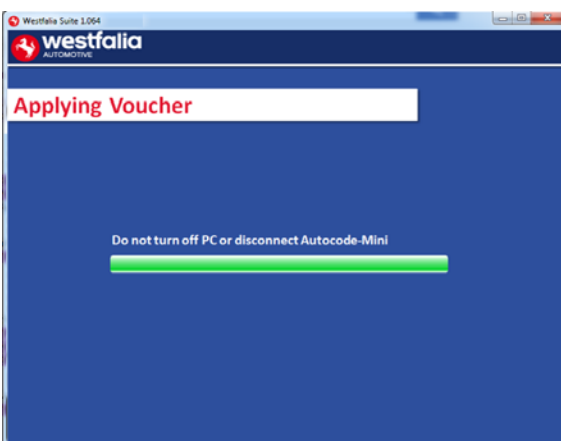 Westfalia Suite 1.064
westfalia
AUTOMOTIVE
Applying Voucher
Do not turn off PC or disconnect Autocode-Mini